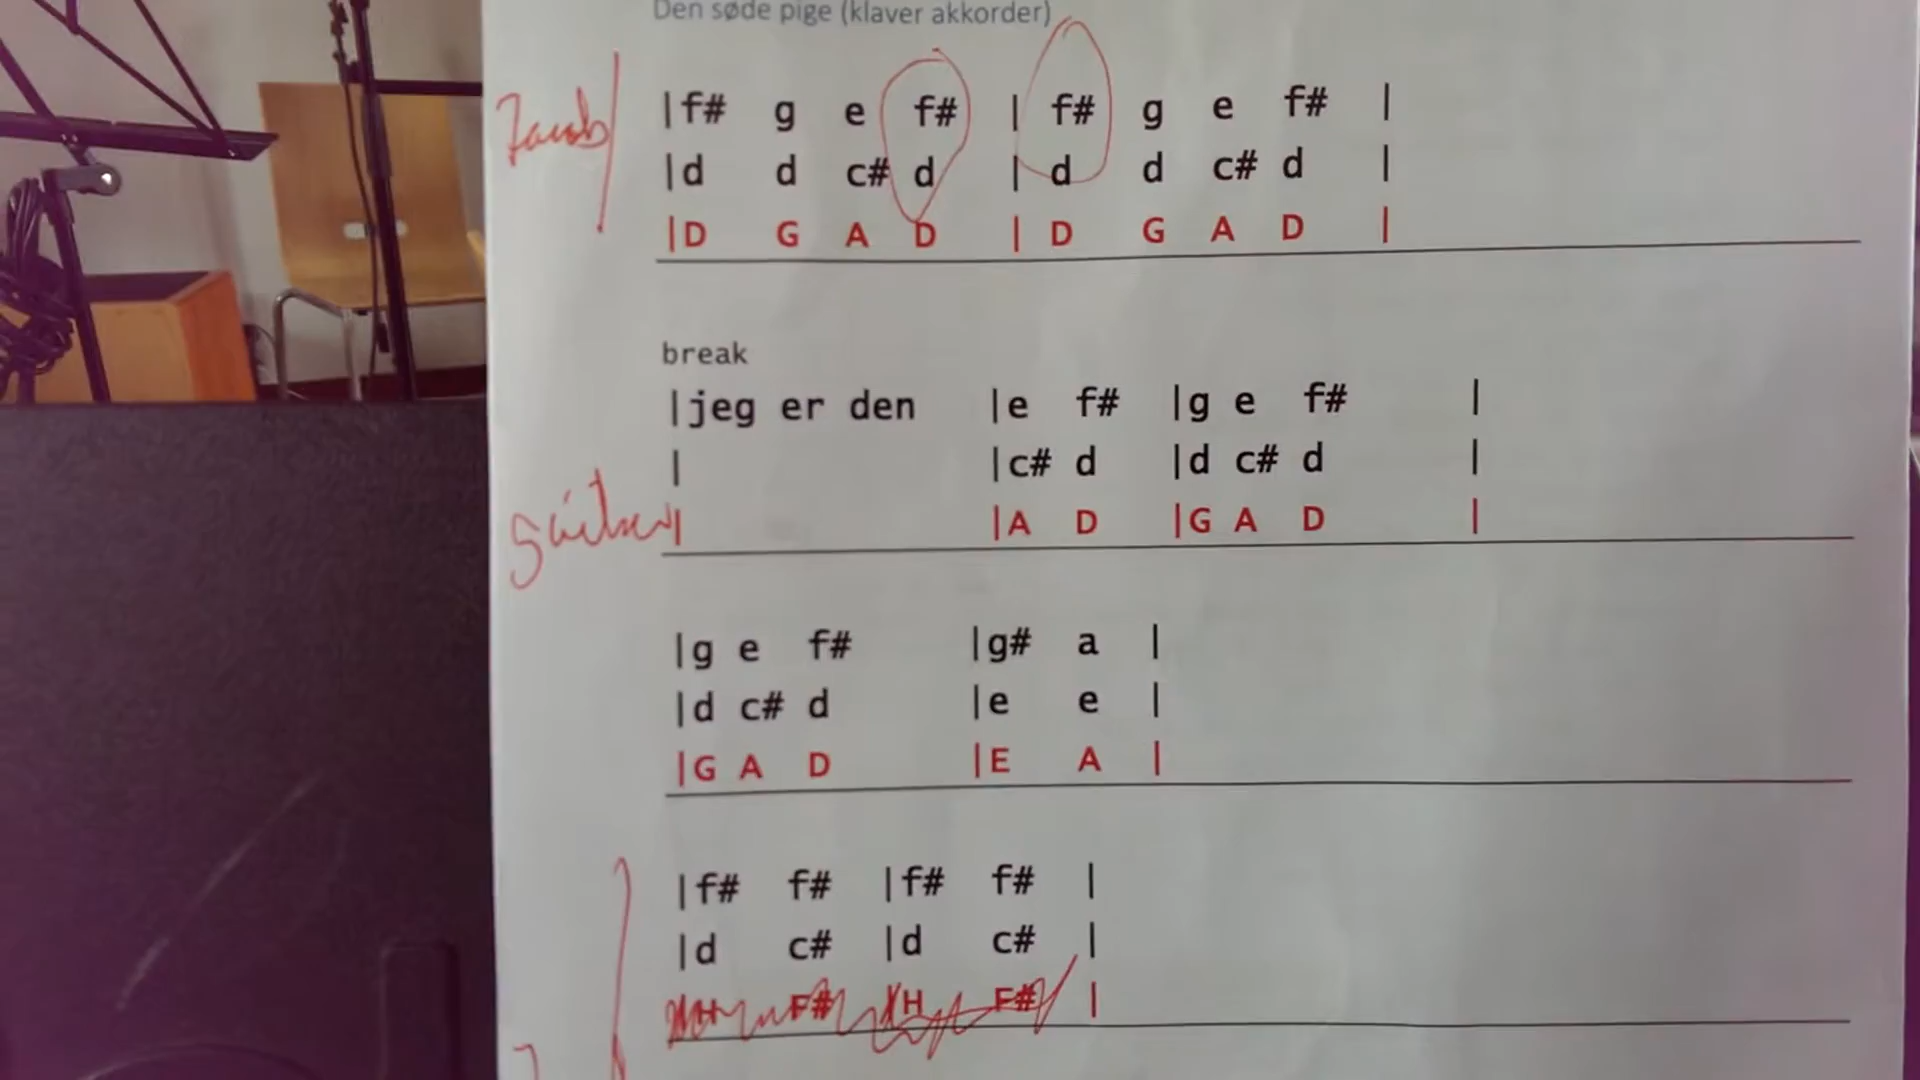 Den søde pige (klaver akkorder)
|f# g e f# | f# g e f# |
|d d c# d | d d c# d |
|D G A D | D G A D |
break
|jeg er den |e f# |g e f# |
| |c# d |d c# d |
| |A D |G A D |
|g e f# |g# a |
|d c# d |e e |
|G A D |E A |
|f# f# |f# f# |
|d c# |d c# |
|H F# |H F# |